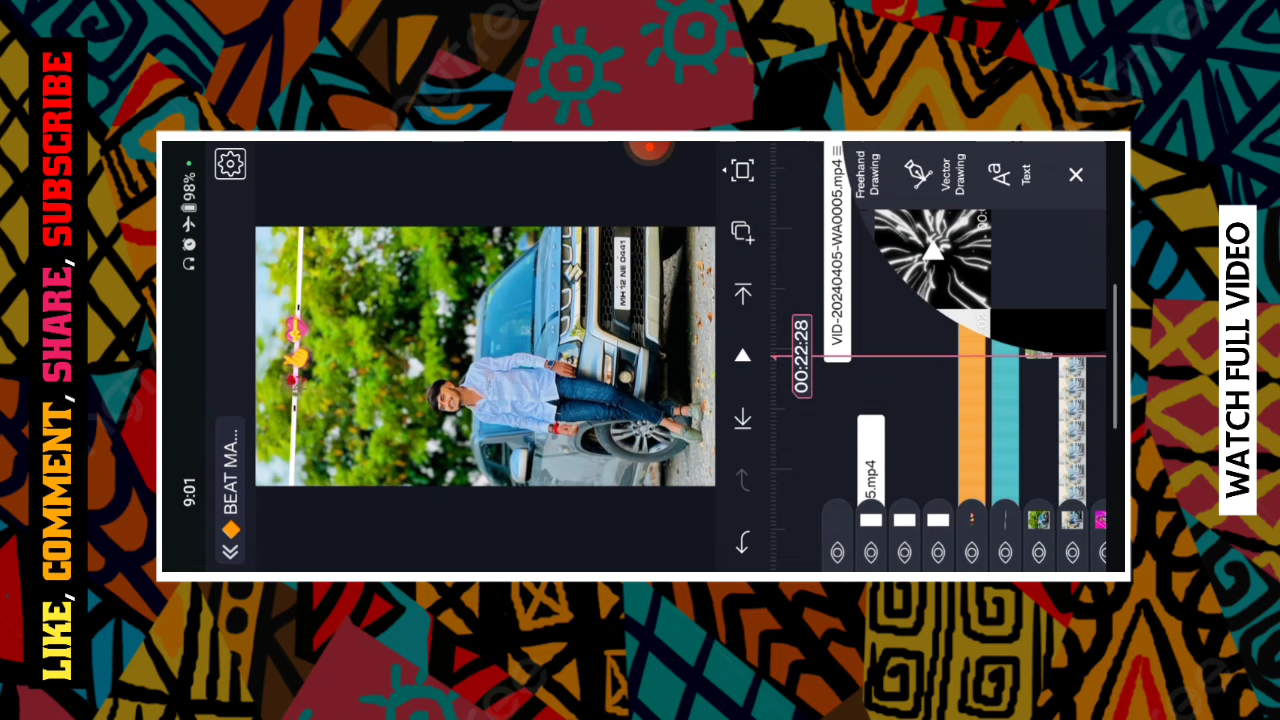 LIKE, COMMENT, SHARE, SUBSCRIBE
9:01
98%
BEAT MA...
MH 12 NE 0441
00:22:28
VID-20240405-WA0005.mp4
5.mp4
Freehand
Drawing
Vector
Drawing
Aa
Text
WATCH FULL VIDEO